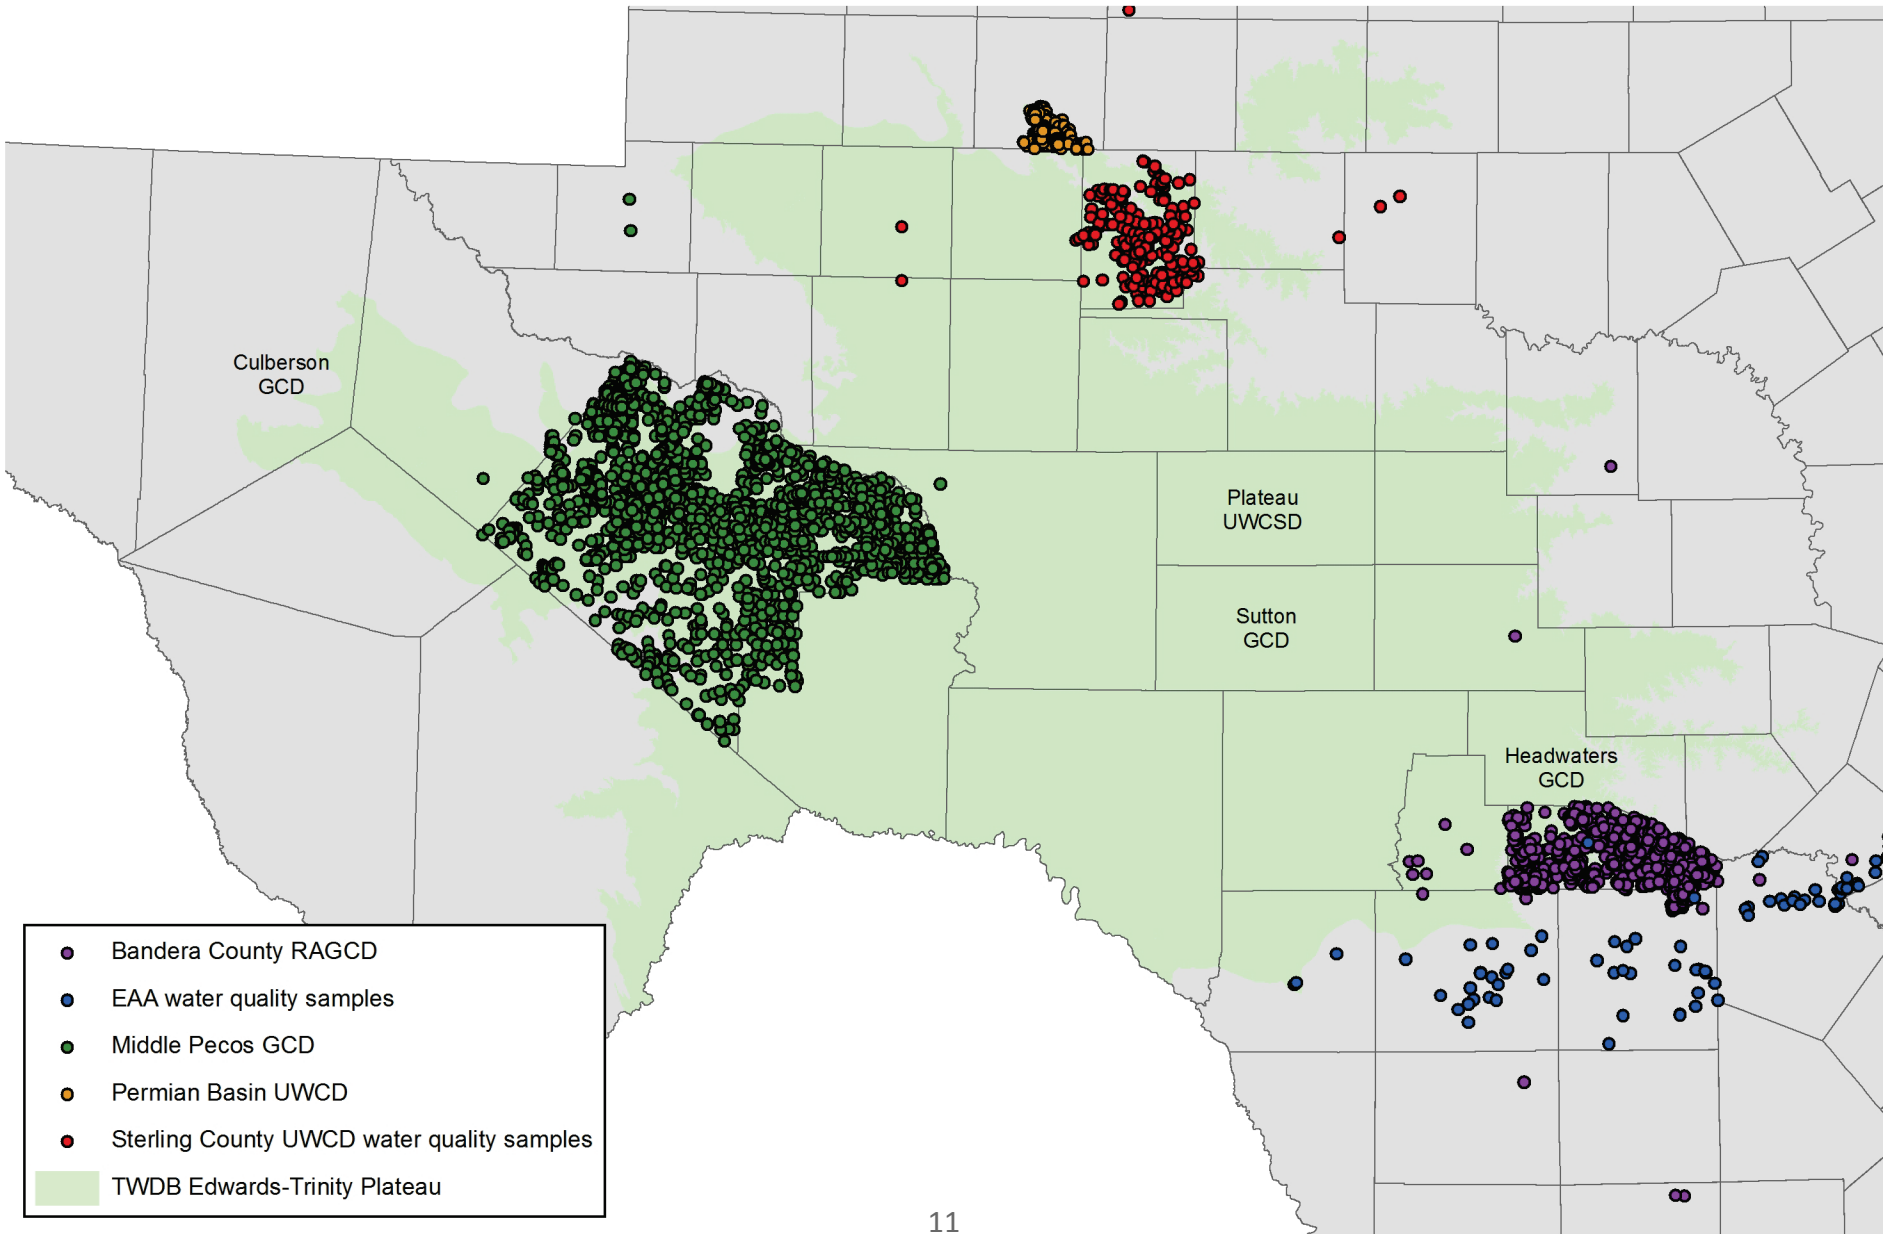 Culberson
GCD
Plateau
UWCSD
Sutton
GCD
Headwaters
GCD
Bandera County RAGCD
EAA water quality samples
Middle Pecos GCD
Permian Basin UWCD
Sterling County UWCD water quality samples
TWDB Edwards-Trinity Plateau
11